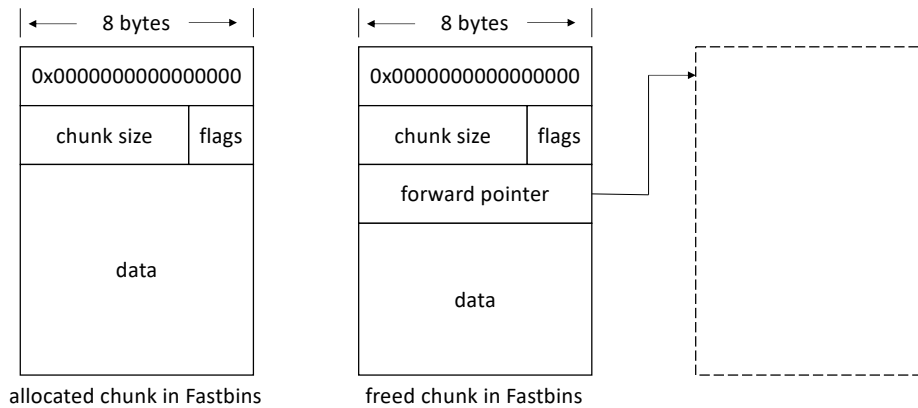 8 bytes
0x0000000000000000
chunk size
flags
data
allocated chunk in Fastbins
8 bytes
0x0000000000000000
chunk size
flags
forward pointer
data
freed chunk in Fastbins